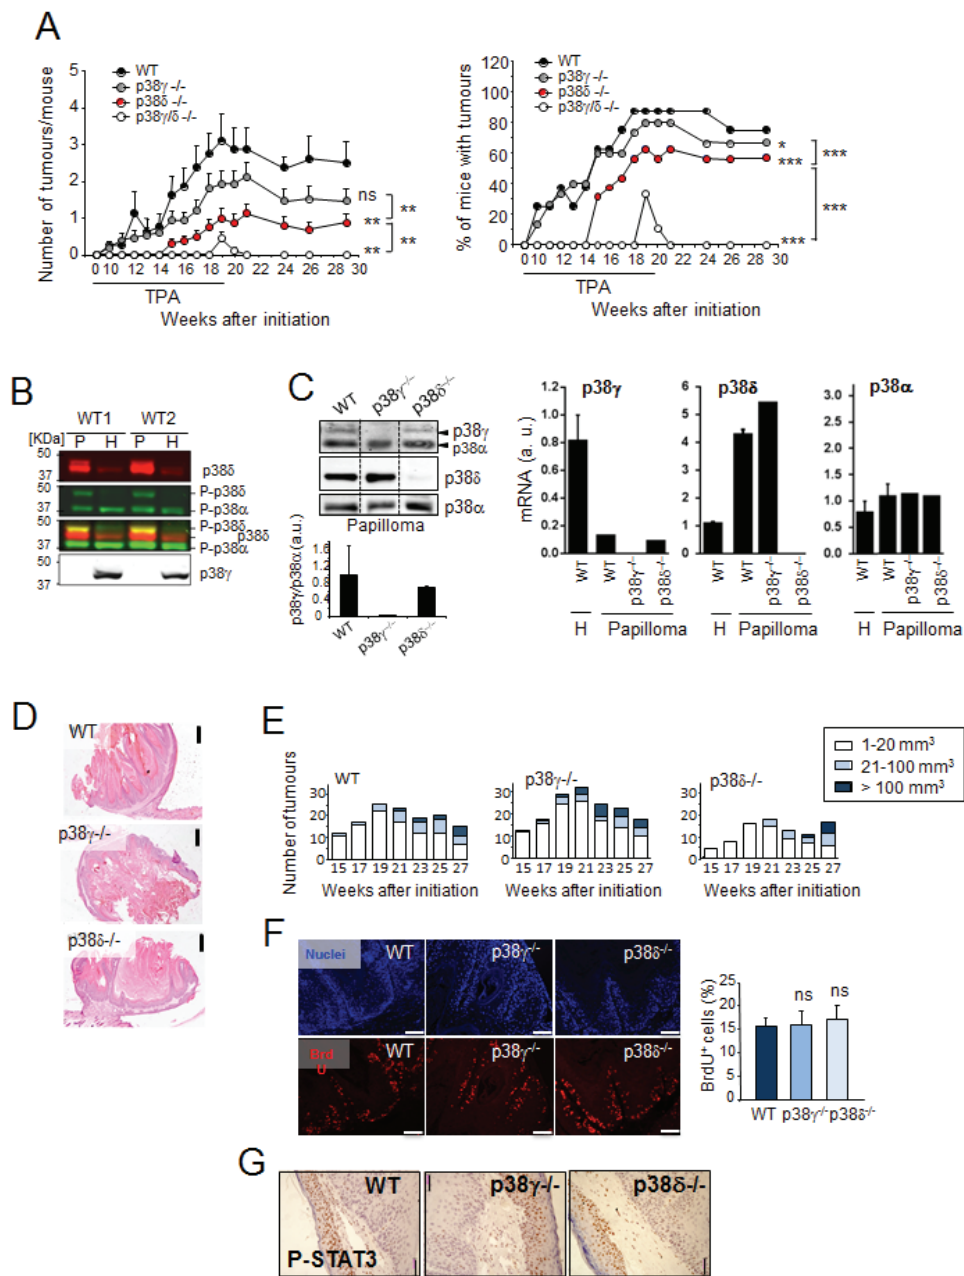 A
WT
p38γ -/-
p38δ -/-
p38γ/δ -/-
Number of tumours/mouse
5
4
3
2
1
0
ns
**
**
**
**
0 10 12 14 16 18 20 22 24 26 28 30
TPA
Weeks after initiation
WT
p38γ -/-
p38δ -/-
p38γ/δ -/-
% of mice with tumours
120
100
80
60
40
20
0
*
***
***
***
***
0 10 12 14 16 18 20 22 24 26 28 30
TPA
Weeks after initiation
B
WT1 WT2
[KDa] P H P H
50
37
p38δ
50
37
P-p38δ
P-p38α
50
37
P-p38δ
p38δ
P-p38α
50
37
p38γ
C
WT p38γ-/- p38δ-/-
p38γ
p38α
p38δ
p38α
Papilloma
p38γ/p38α (a.u.)
1.6
1.2
0.8
0.4
0
WT p38γ-/- p38δ-/-
mRNA (a. u.)
p38γ
1.2
1.0
0.8
0.6
0.4
0.2
0
WT WT p38γ-/- p38δ-/-
H Papilloma
p38δ
6
5
4
3
2
1
0
WT WT p38γ-/- p38δ-/-
H Papilloma
p38α
3.0
2.0
1.0
0
WT WT p38γ-/- p38δ-/-
H Papilloma
D
WT
p38γ-/-
p38δ-/-
E
1-20 mm³
21-100 mm³
> 100 mm³
Number of tumours
WT
30
20
10
0
15 17 19 21 23 25 27
Weeks after initiation
p38γ-/-
30
20
10
0
15 17 19 21 23 25 27
Weeks after initiation
p38δ-/-
30
20
10
0
15 17 19 21 23 25 27
Weeks after initiation
F
Nuclei
WT
p38γ-/-
p38δ-/-
Brd
U
WT
p38γ-/-
p38δ-/-
BrdU⁺ cells (%)
25
20
15
10
5
0
ns
ns
WT p38γ-/- p38δ-/-
G
WT
P-STAT3
p38γ-/-
p38δ-/-